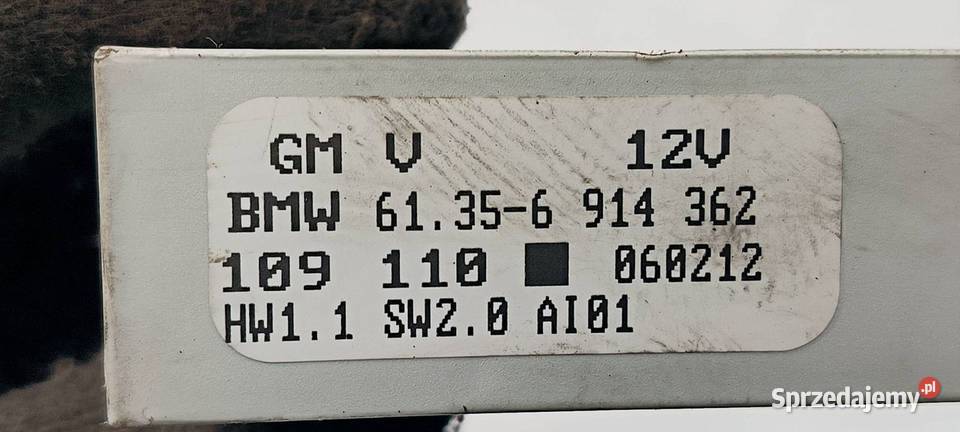 GM V 12V
BMW 61.35-6 914 362
109 110 060212
HW1.1 SW2.0 AI01
Sprzedajemy.pl